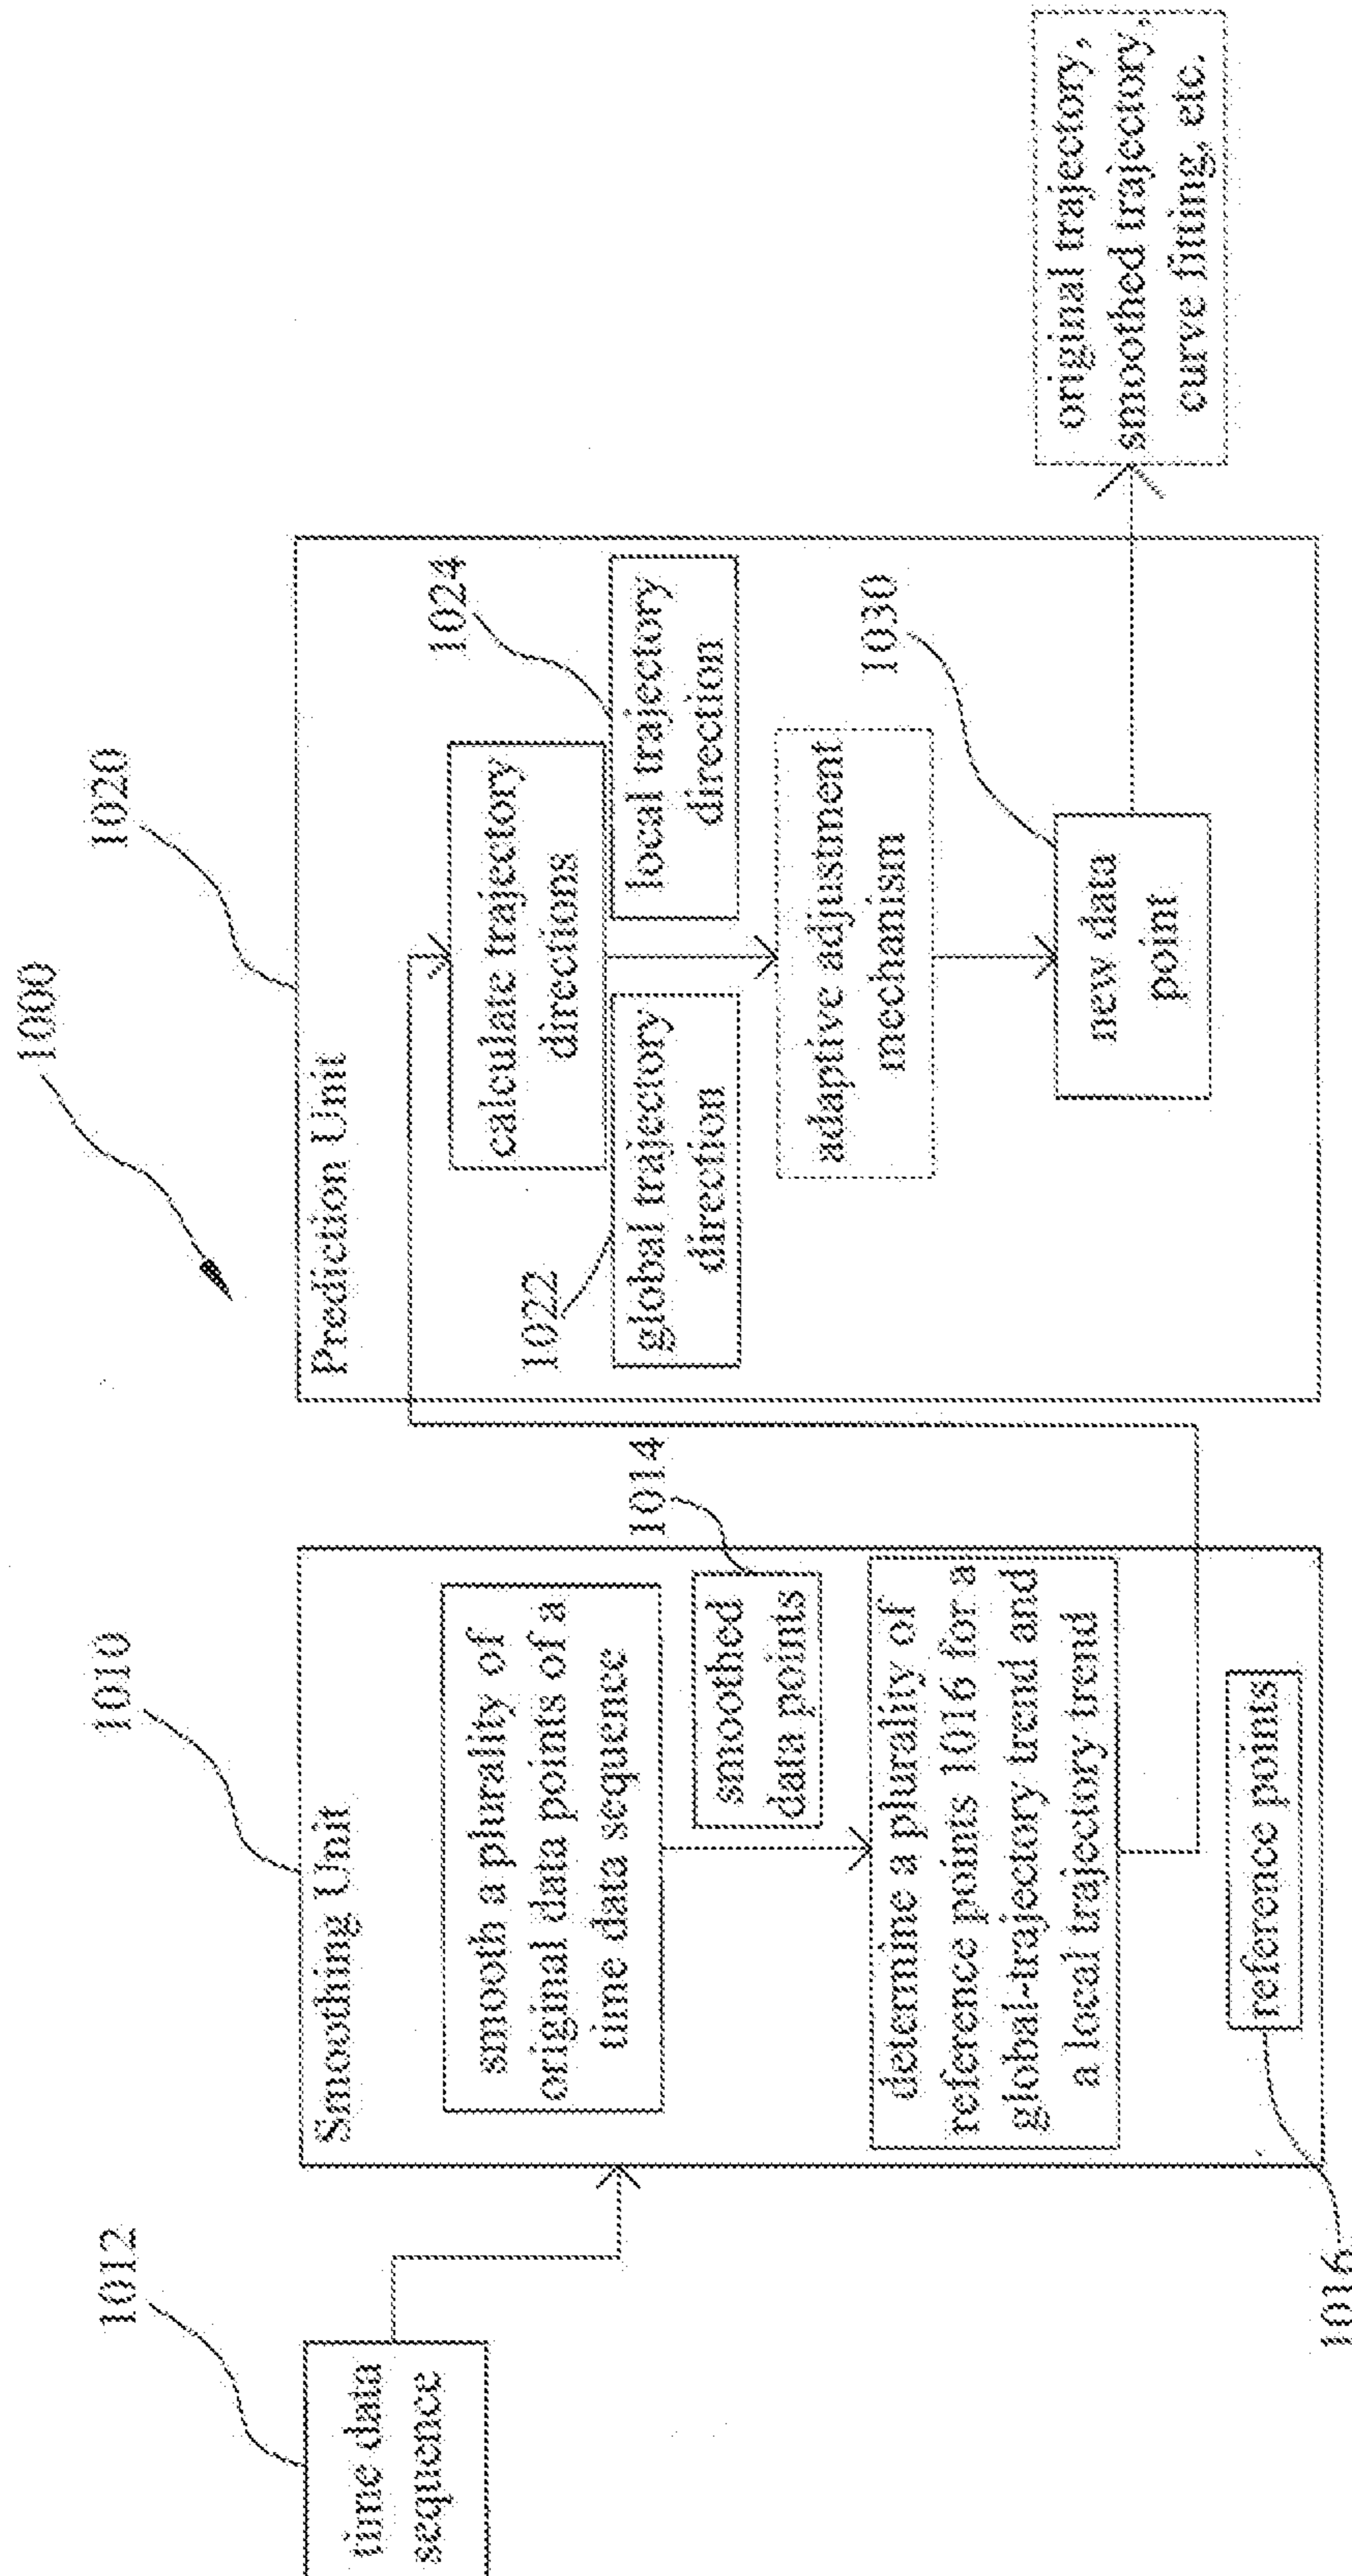 1000
1012
time data
sequence
1010
Smoothing Unit
smooth a plurality of
original data points of a
time data sequence
1014
smoothed
data points
determine a plurality of
reference points 1016 for a
global-trajectory trend and
a local trajectory trend
reference points
1016
1020
Prediction Unit
calculate trajectory
directions
1022
global trajectory
direction
1024
local trajectory
direction
adaptive adjustment
mechanism
1030
new data
point
original trajectory,
smoothed trajectory,
curve fitting, etc.